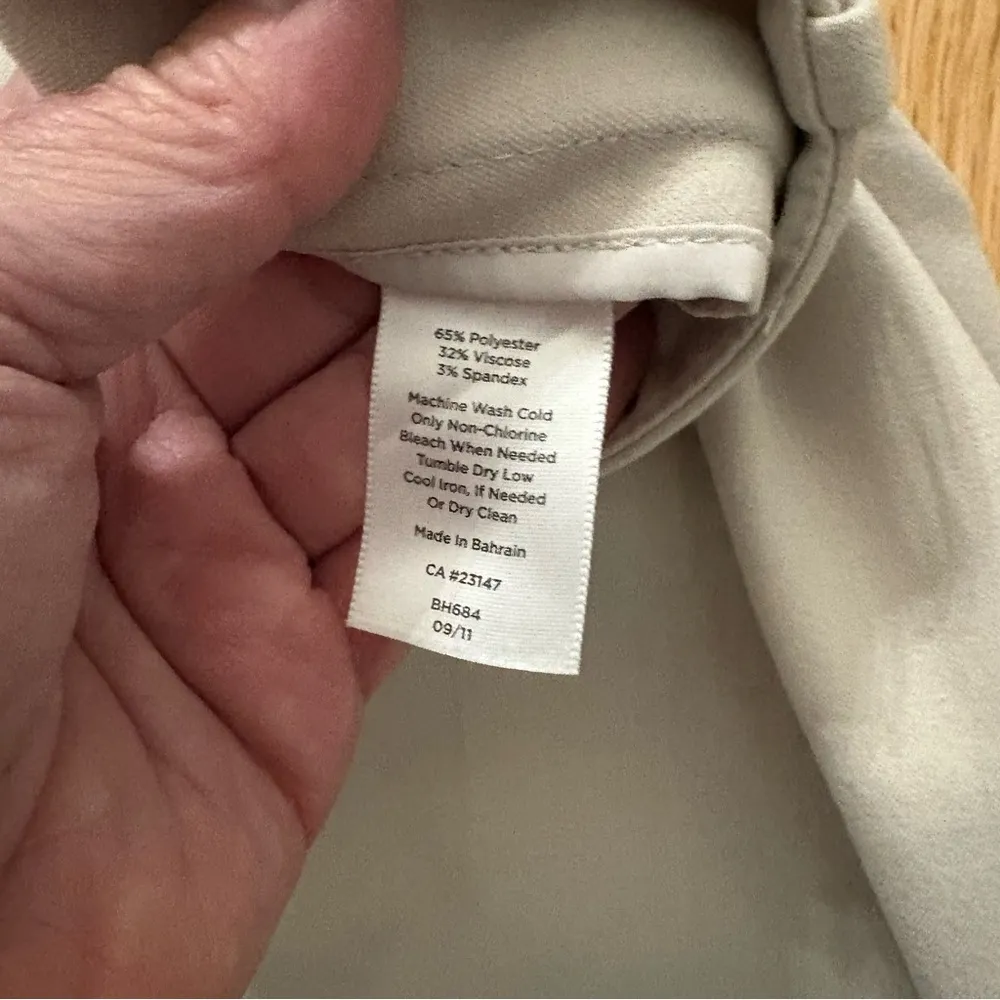 65% Polyester
32% Viscose
3% Spandex
Machine Wash Cold
Only Non-Chlorine
Bleach When Needed
Tumble Dry Low
Cool Iron, If Needed
Or Dry Clean
Made In Bahrain
CA #23147
BH684
09/11